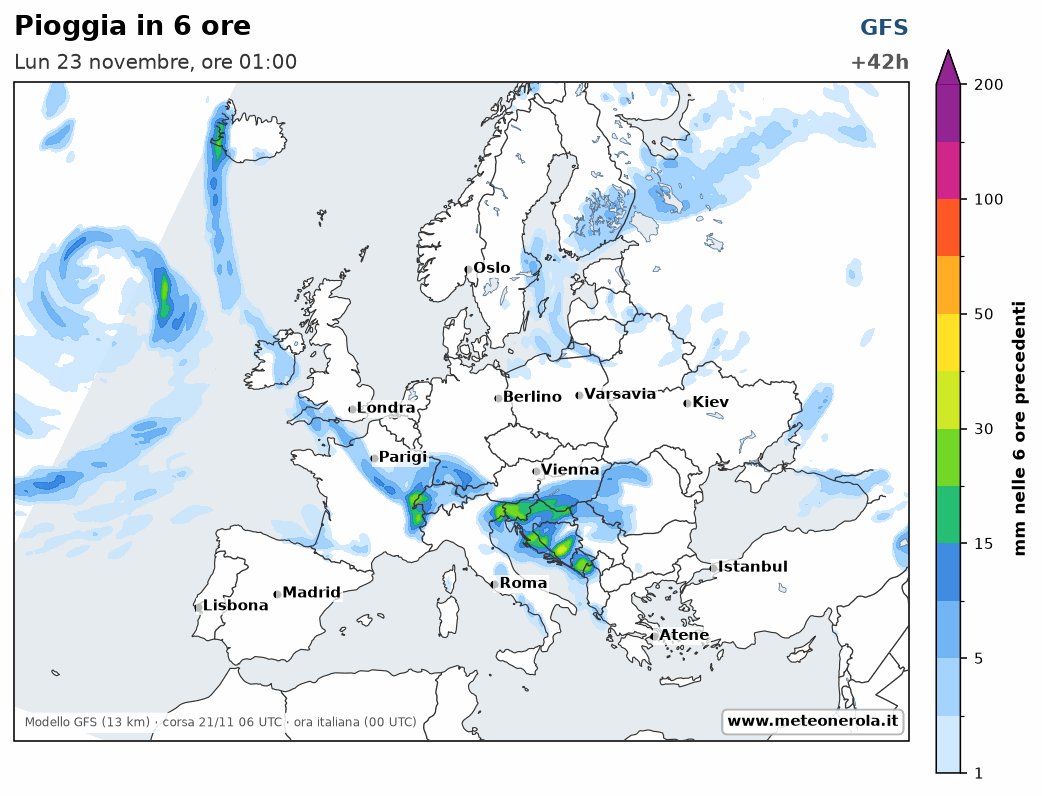 Pioggia in 6 ore
GFS
Lun 23 novembre, ore 01:00
+42h
200
100
50
30
15
5
1
mm nelle 6 ore precedenti
Oslo
Londra
Berlino
Varsavia
Kiev
Parigi
Vienna
Istanbul
Roma
Madrid
Lisbona
Atene
Modello GFS (13 km) · corsa 21/11 06 UTC · ora italiana (00 UTC)
www.meteonerola.it